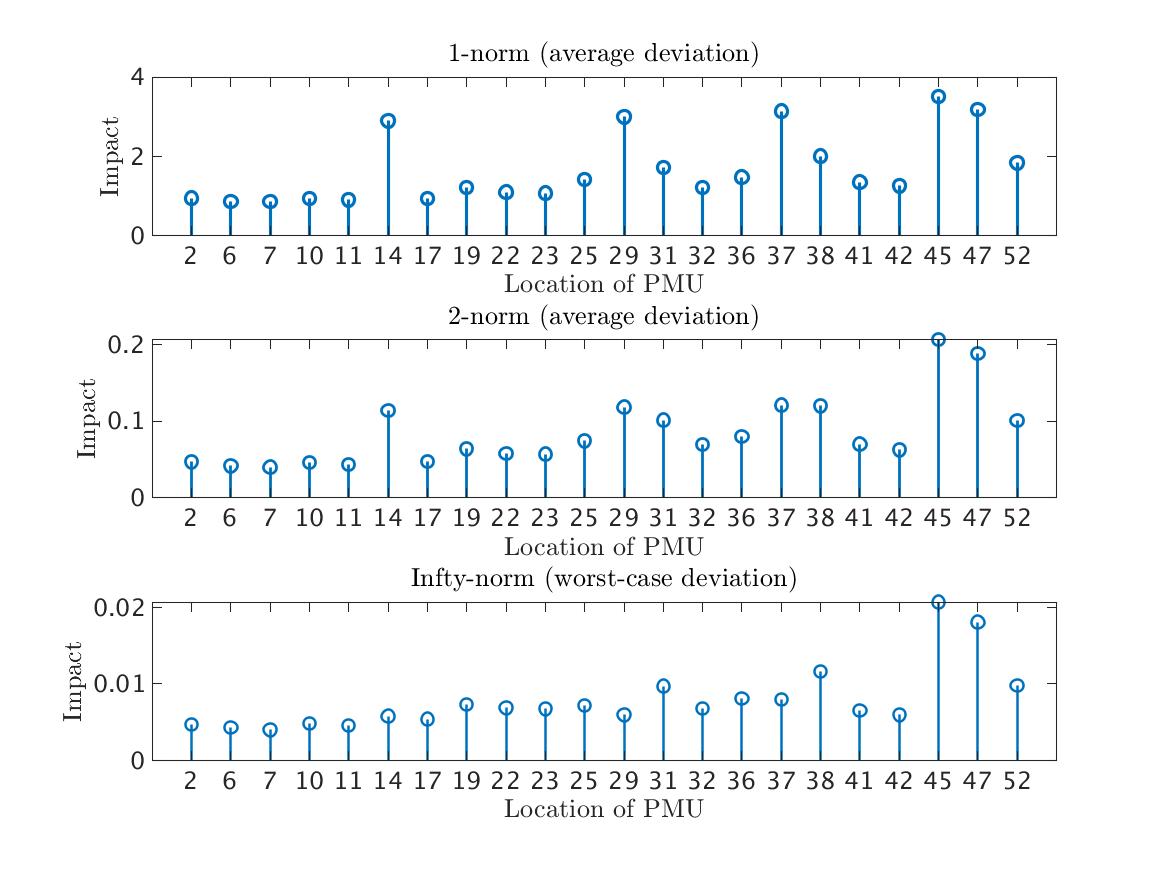 1-norm (average deviation)
4
2
0
Impact
2 6 7 10 11 14 17 19 22 23 25 29 31 32 36 37 38 41 42 45 47 52
Location of PMU
2-norm (average deviation)
0.2
0.1
0
Impact
2 6 7 10 11 14 17 19 22 23 25 29 31 32 36 37 38 41 42 45 47 52
Location of PMU
Infty-norm (worst-case deviation)
0.02
0.01
0
Impact
2 6 7 10 11 14 17 19 22 23 25 29 31 32 36 37 38 41 42 45 47 52
Location of PMU